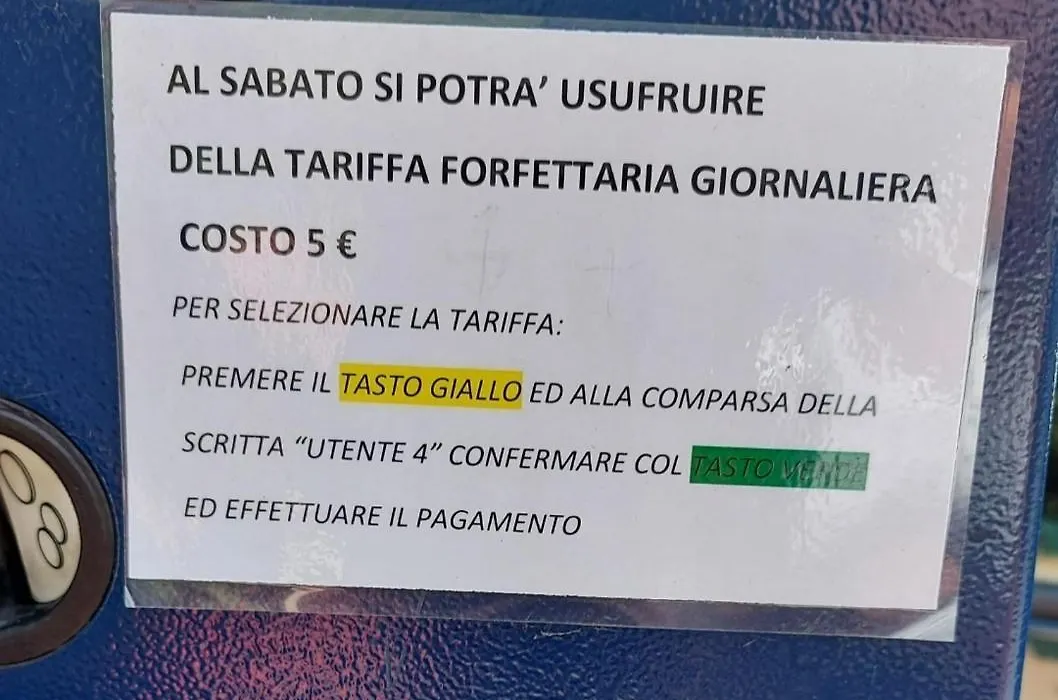 AL SABATO SI POTRA' USUFRUIRE
DELLA TARIFFA FORFETTARIA GIORNALIERA
COSTO 5 €
PER SELEZIONARE LA TARIFFA:
PREMERE IL TASTO GIALLO ED ALLA COMPARSA DELLA
SCRITTA "UTENTE 4" CONFERMARE COL TASTO VERDE
ED EFFETTUARE IL PAGAMENTO